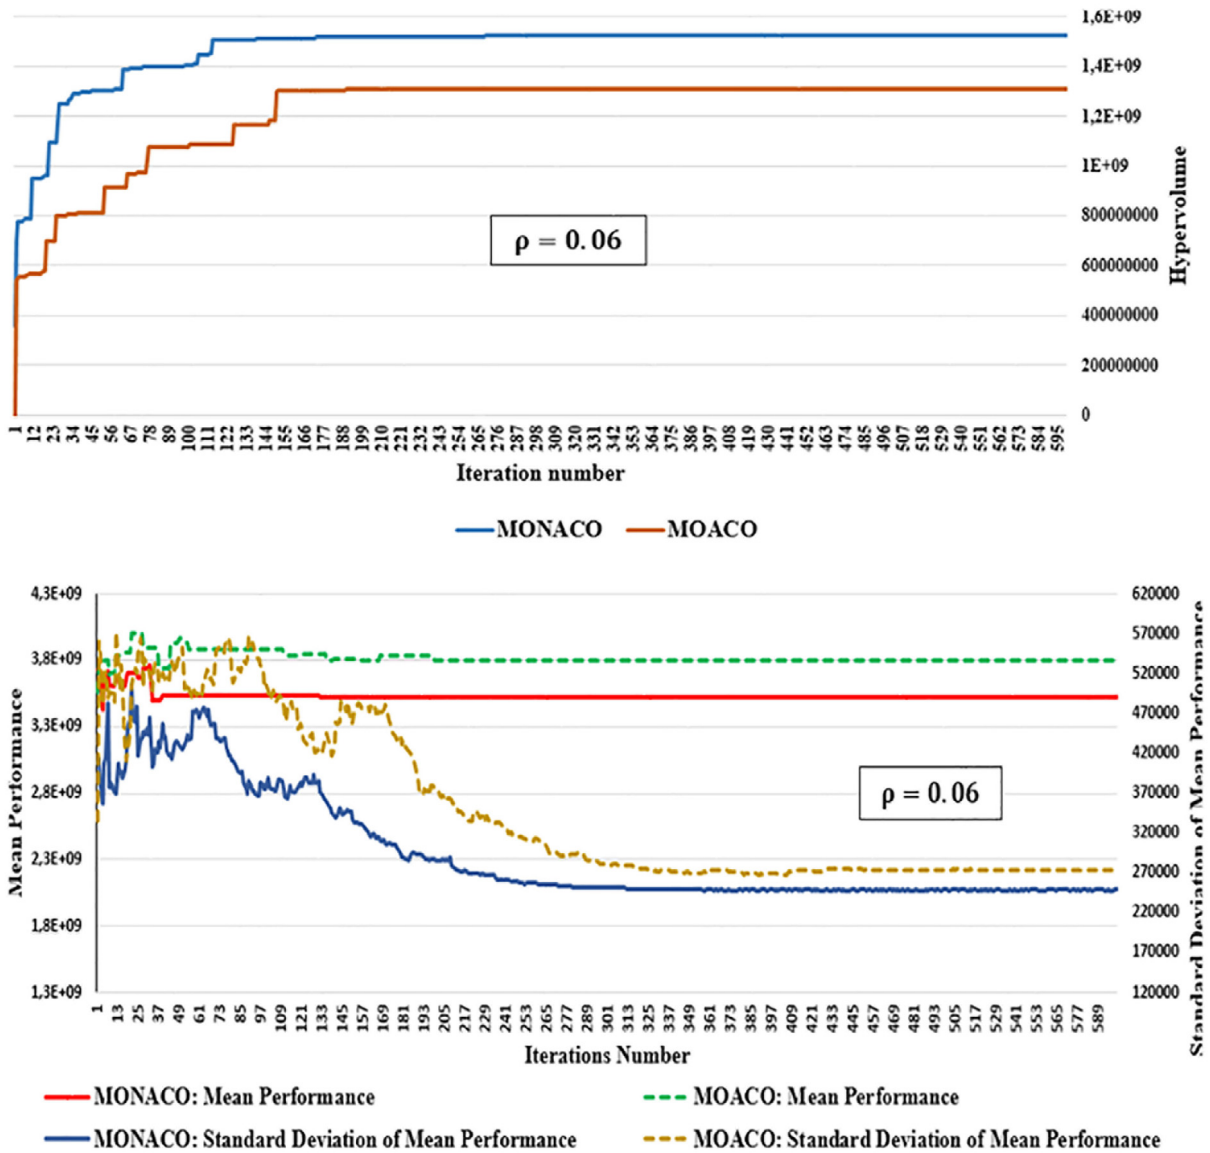 1,6E+09
1,4E+09
1,2E+09
1E+09
800000000
600000000
400000000
200000000
0
Hypervolume
ρ = 0.06
1 12 23 34 45 56 67 78 89 100 111 122 133 144 155 166 177 188 199 210 221 232 243 254 265 276 287 298 309 320 331 342 353 364 375 386 397 408 419 430 441 452 463 474 485 496 507 518 529 540 551 562 573 584 595
Iteration number
MONACO MOACO
4,3E+09
3,8E+09
3,3E+09
2,8E+09
2,3E+09
1,8E+09
1,3E+09
Mean Performance
620000
570000
520000
470000
420000
370000
320000
270000
220000
170000
120000
Standard Deviation of Mean Performance
ρ = 0.06
1 13 25 37 49 61 73 85 97 109 121 133 145 157 169 181 193 205 217 229 241 253 265 277 289 301 313 325 337 349 361 373 385 397 409 421 433 445 457 469 481 493 505 517 529 541 553 565 577 589
Iterations Number
MONACO: Mean Performance MOACO: Mean Performance
MONACO: Standard Deviation of Mean Performance MOACO: Standard Deviation of Mean Performance